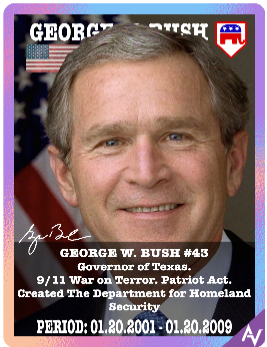 GEORGE W. BUSH
GEORGE W. BUSH #43
Governor of Texas.
9/11 War on Terror. Patriot Act.
Created The Department for Homeland
Security
PERIOD: 01.20.2001 - 01.20.2009
AV